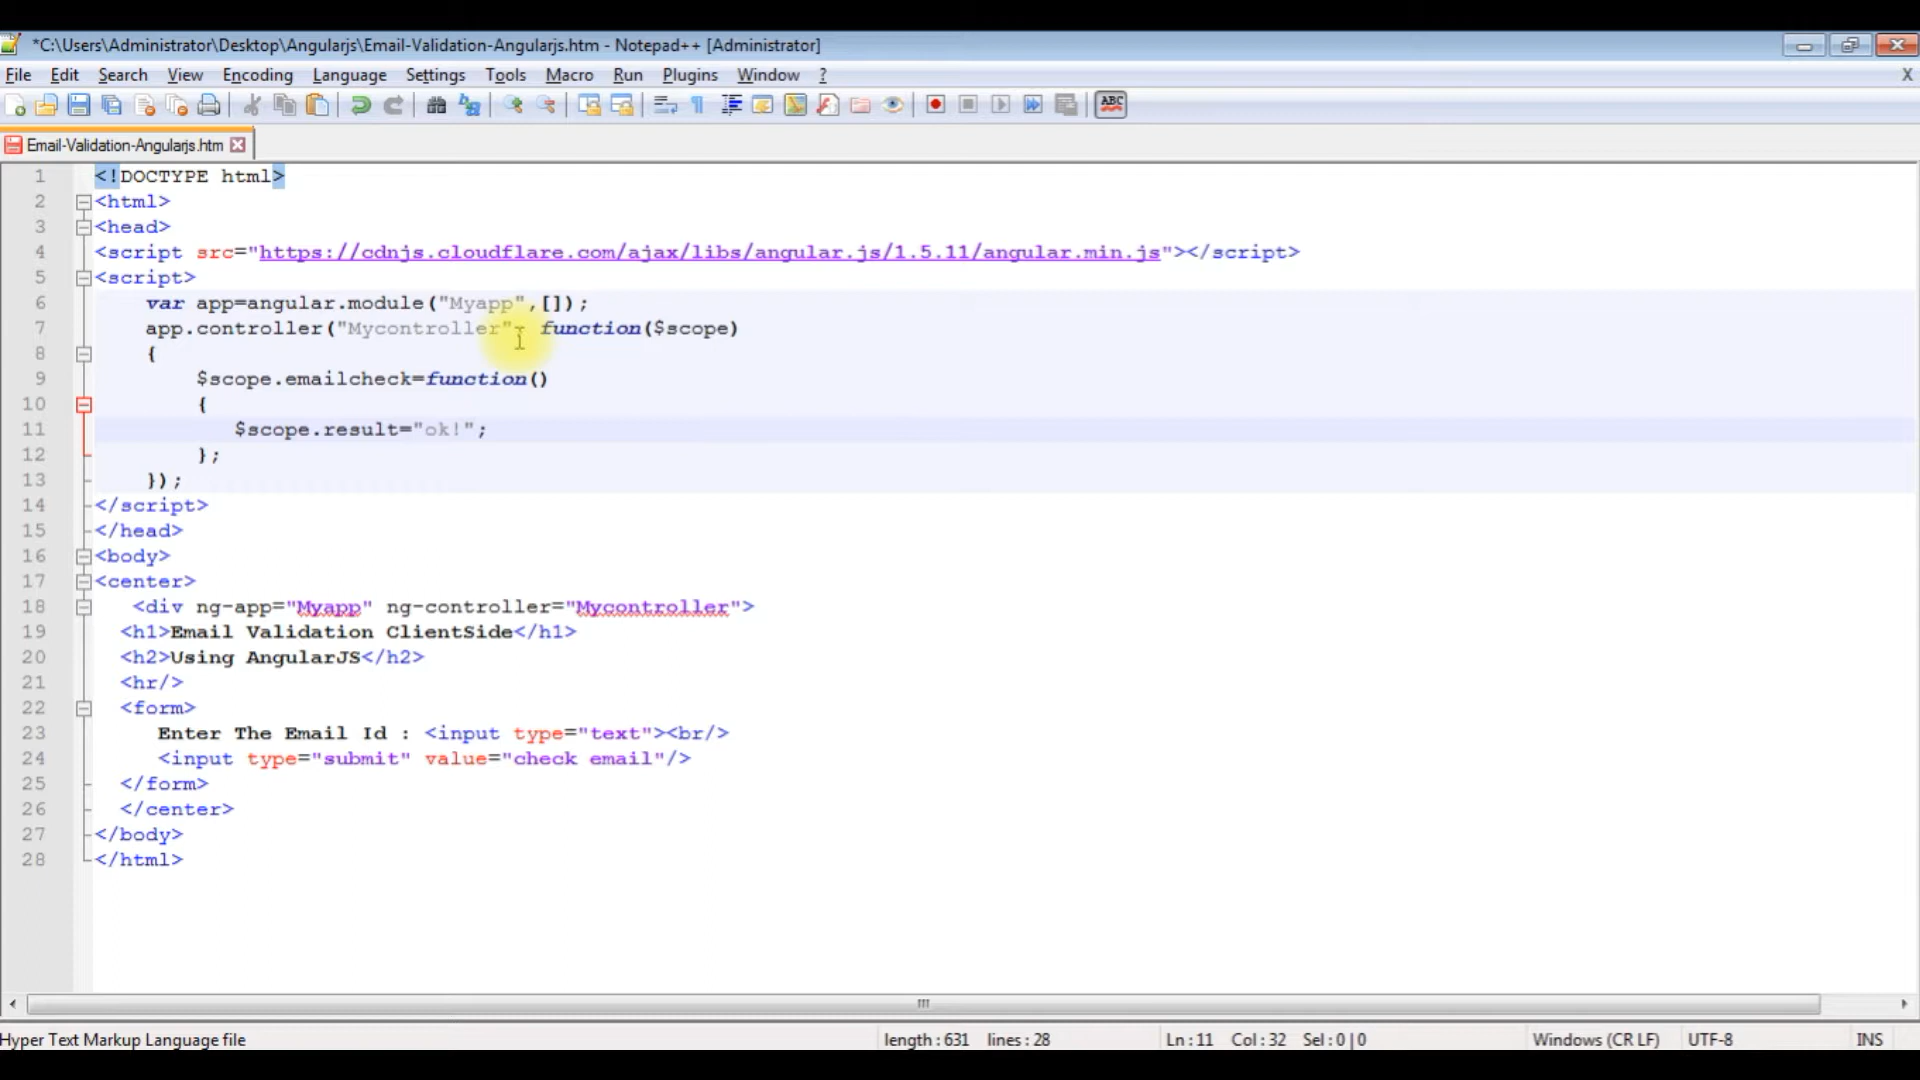 *C:\Users\Administrator\Desktop\Angularjs\Email-Validation-Angularjs.htm - Notepad++ [Administrator]
File Edit Search View Encoding Language Settings Tools Macro Run Plugins Window ? X
ABC
Email-Validation-Angularjs.htm
1 <!DOCTYPE html>
2 <html>
3 <head>
4 <script src="https://cdnjs.cloudflare.com/ajax/libs/angular.js/1.5.11/angular.min.js"></script>
5 <script>
6 var app=angular.module("Myapp",[]);
7 app.controller("Mycontroller", function($scope)
8 {
9 $scope.emailcheck=function()
10 {
11 $scope.result="ok!";
12 };
13 });
14 </script>
15 </head>
16 <body>
17 <center>
18 <div ng-app="Myapp" ng-controller="Mycontroller">
19 <h1>Email Validation ClientSide</h1>
20 <h2>Using AngularJS</h2>
21 <hr/>
22 <form>
23 Enter The Email Id : <input type="text"><br/>
24 <input type="submit" value="check email"/>
25 </form>
26 </center>
27 </body>
28 </html>
Hyper Text Markup Language file length : 631 lines : 28 Ln : 11 Col : 32 Sel : 0 | 0 Windows (CR LF) UTF-8 INS